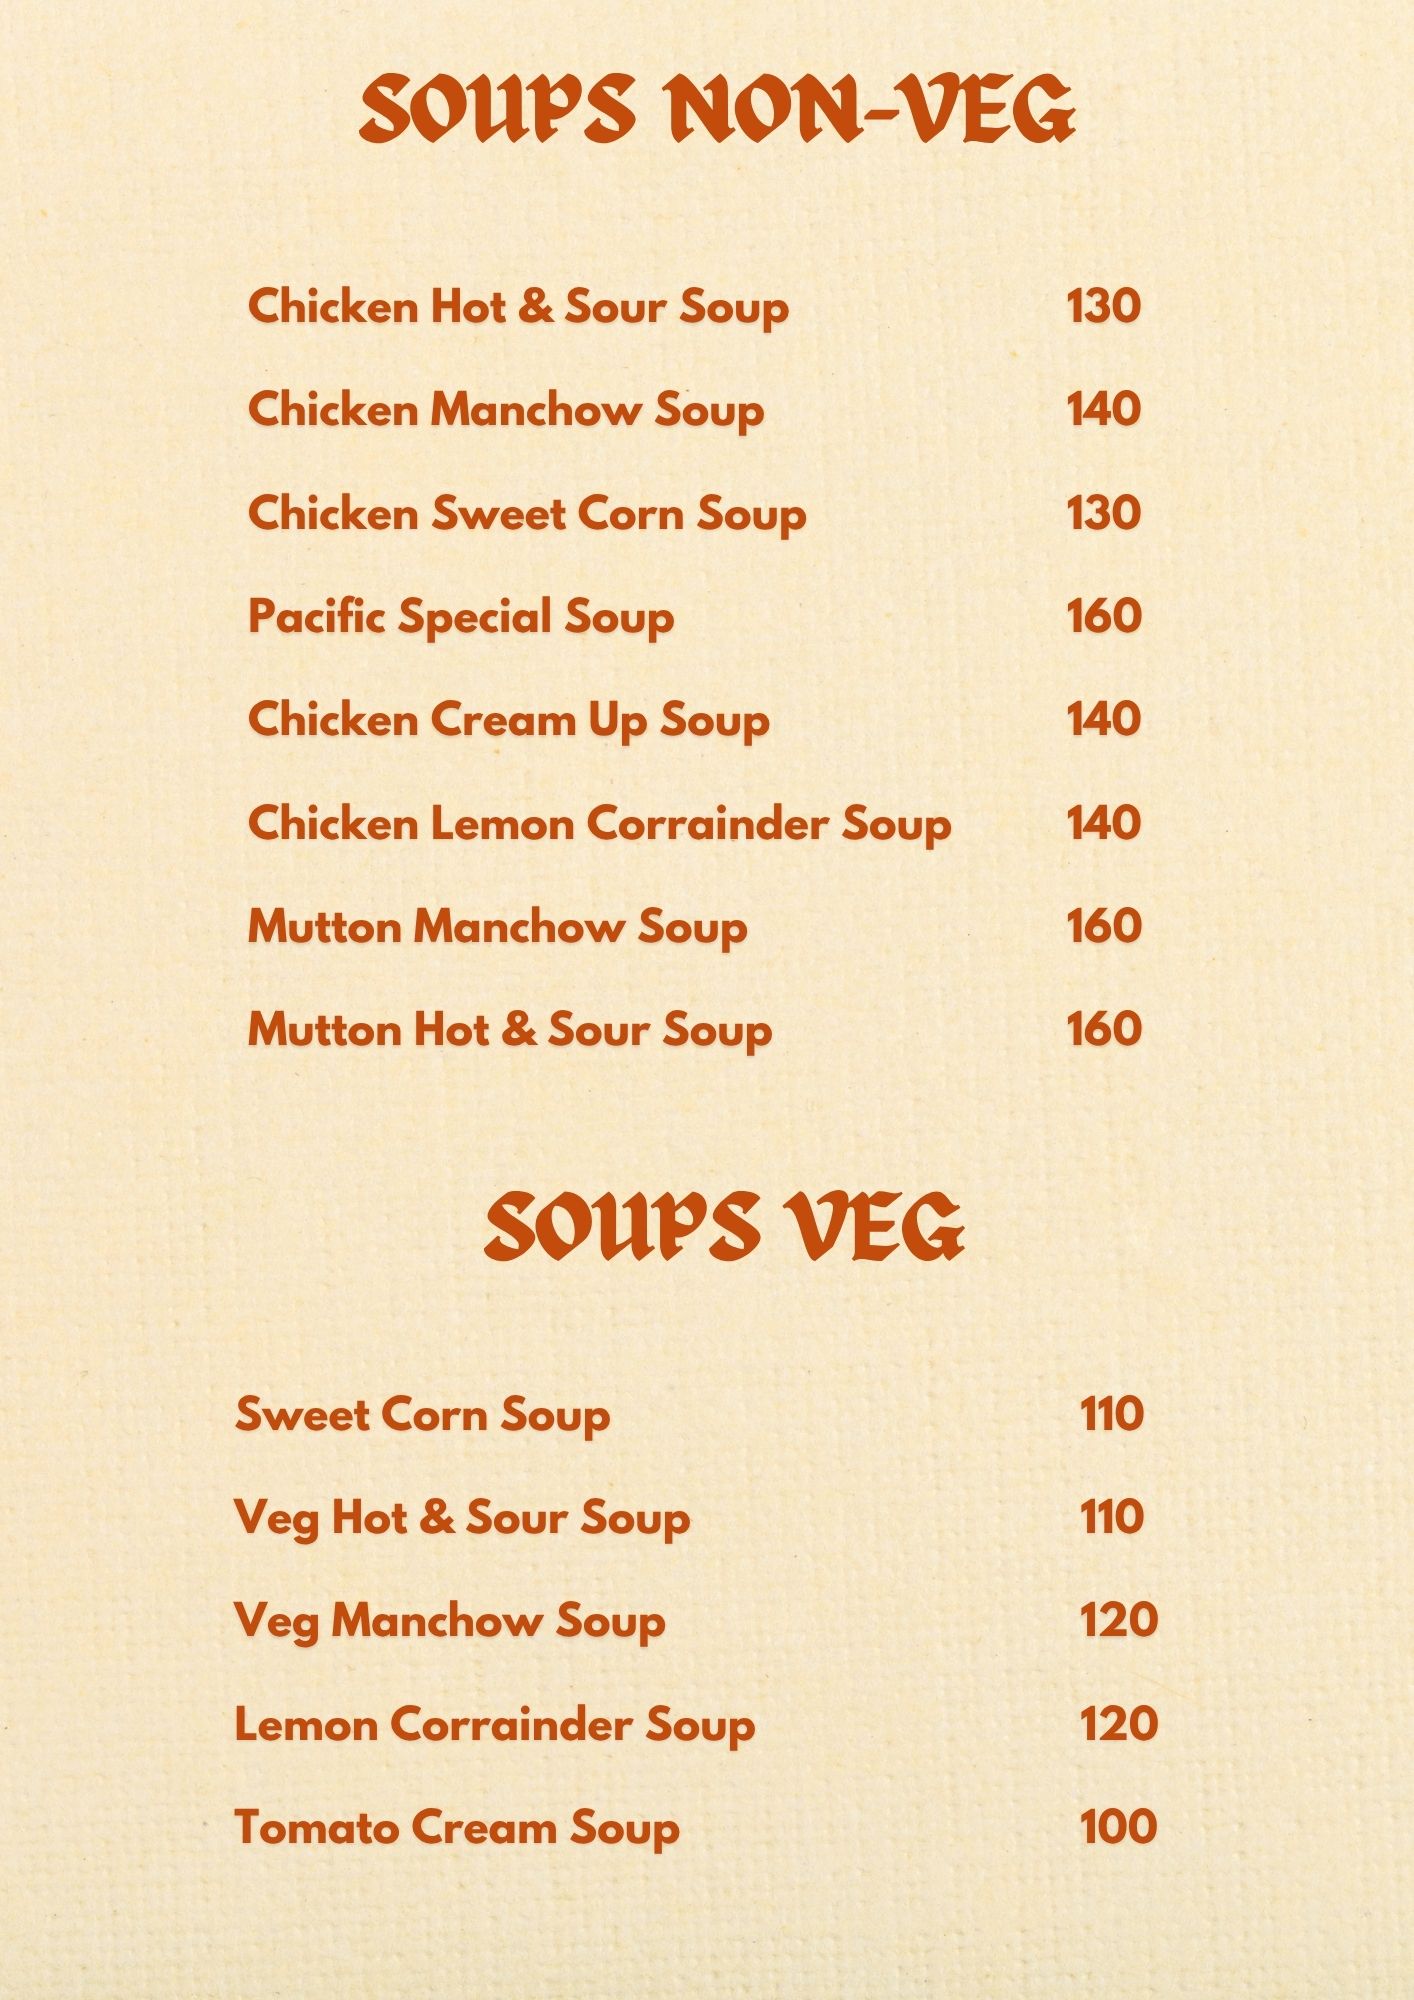 SOUPS NON-VEG
Chicken Hot & Sour Soup 130
Chicken Manchow Soup 140
Chicken Sweet Corn Soup 130
Pacific Special Soup 160
Chicken Cream Up Soup 140
Chicken Lemon Corrainder Soup 140
Mutton Manchow Soup 160
Mutton Hot & Sour Soup 160
SOUPS VEG
Sweet Corn Soup 110
Veg Hot & Sour Soup 110
Veg Manchow Soup 120
Lemon Corrainder Soup 120
Tomato Cream Soup 100